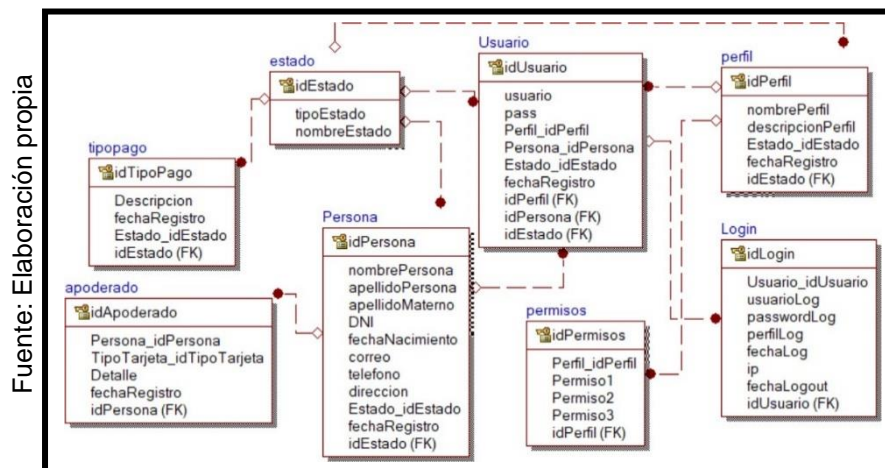 Fuente: Elaboración propia
estado
idEstado
tipoEstado
nombreEstado
Usuario
idUsuario
usuario
pass
Perfil_idPerfil
Persona_idPersona
Estado_idEstado
fechaRegistro
idPerfil (FK)
idPersona (FK)
idEstado (FK)
perfil
idPerfil
nombrePerfil
descripcionPerfil
Estado_idEstado
fechaRegistro
idEstado (FK)
tipopago
idTipoPago
Descripcion
fechaRegistro
Estado_idEstado
idEstado (FK)
Persona
idPersona
nombrePersona
apellidoPersona
apellidoMaterno
DNI
fechaNacimiento
correo
telefono
direccion
Estado_idEstado
fechaRegistro
idEstado (FK)
Login
idLogin
Usuario_idUsuario
usuarioLog
passwordLog
perfilLog
fechaLog
ip
fechaLogout
idUsuario (FK)
apoderado
idApoderado
Persona_idPersona
TipoTarjeta_idTipoTarjeta
Detalle
fechaRegistro
idPersona (FK)
permisos
idPermisos
Perfil_idPerfil
Permiso1
Permiso2
Permiso3
idPerfil (FK)